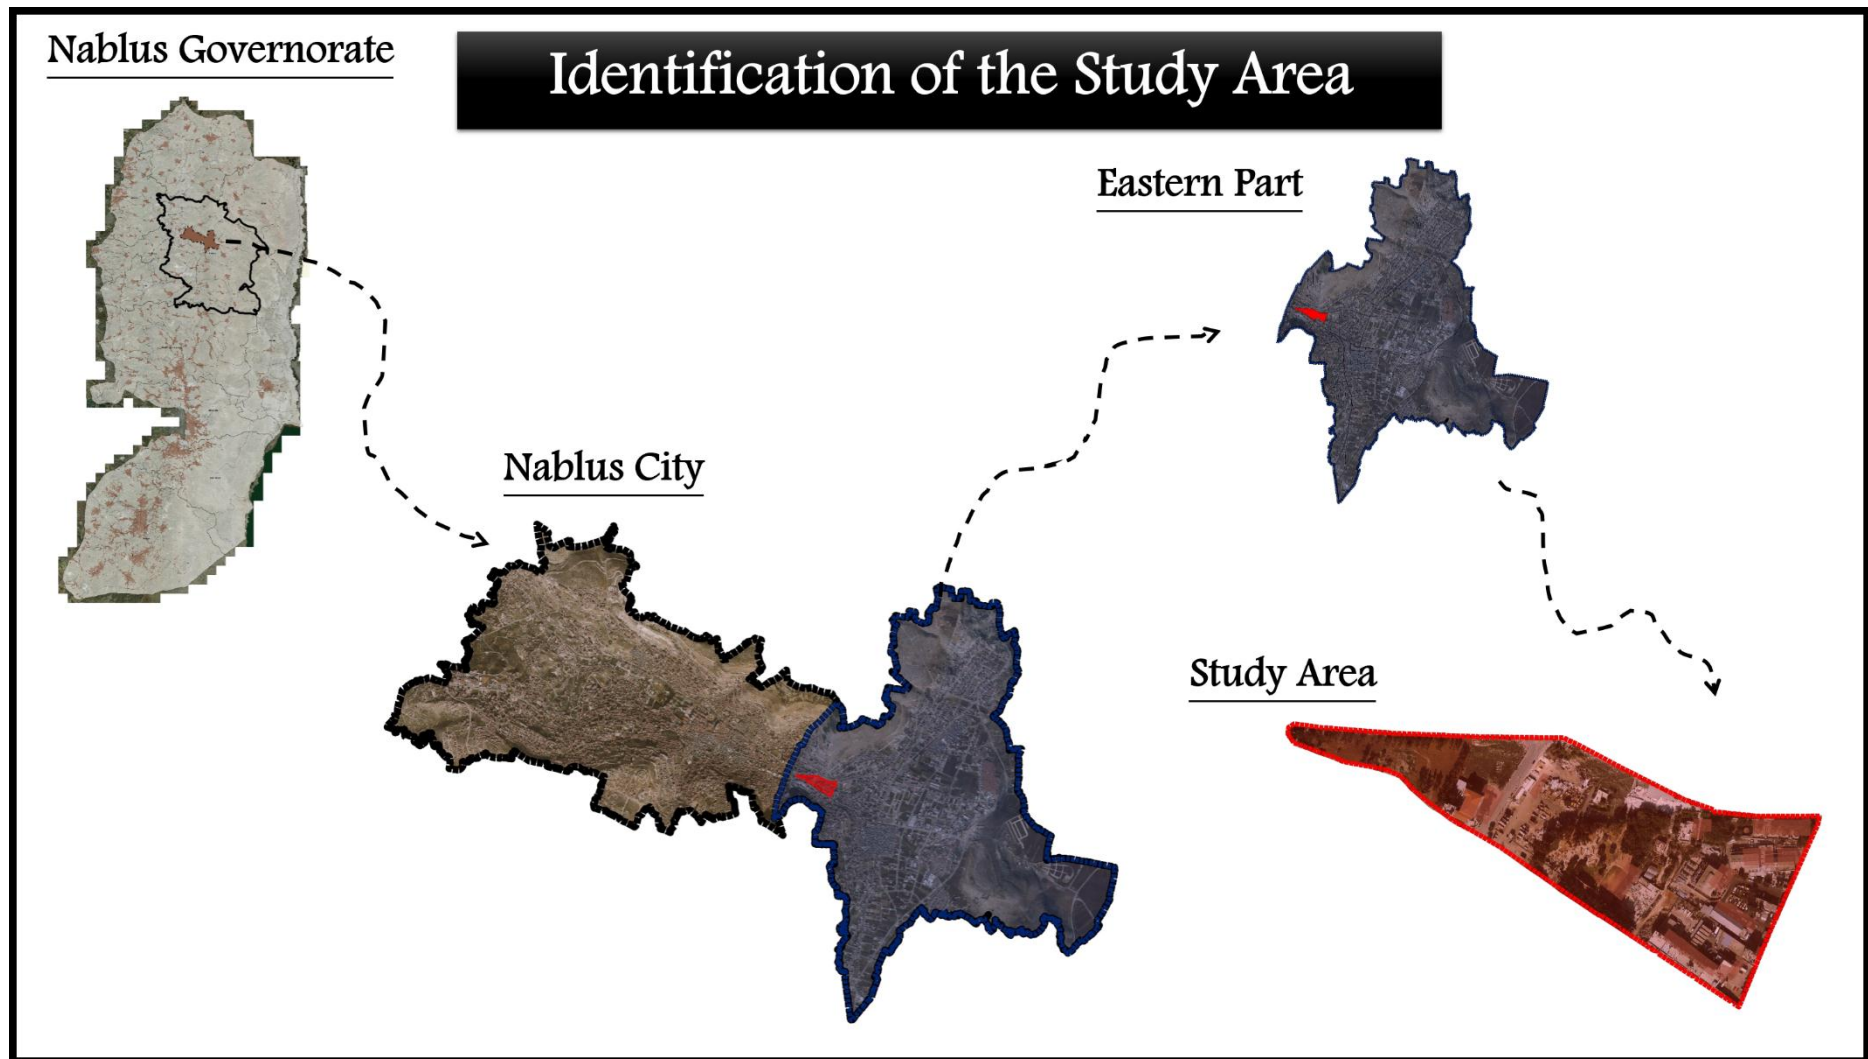 Nablus Governorate
Identification of the Study Area
Eastern Part
Nablus City
Study Area